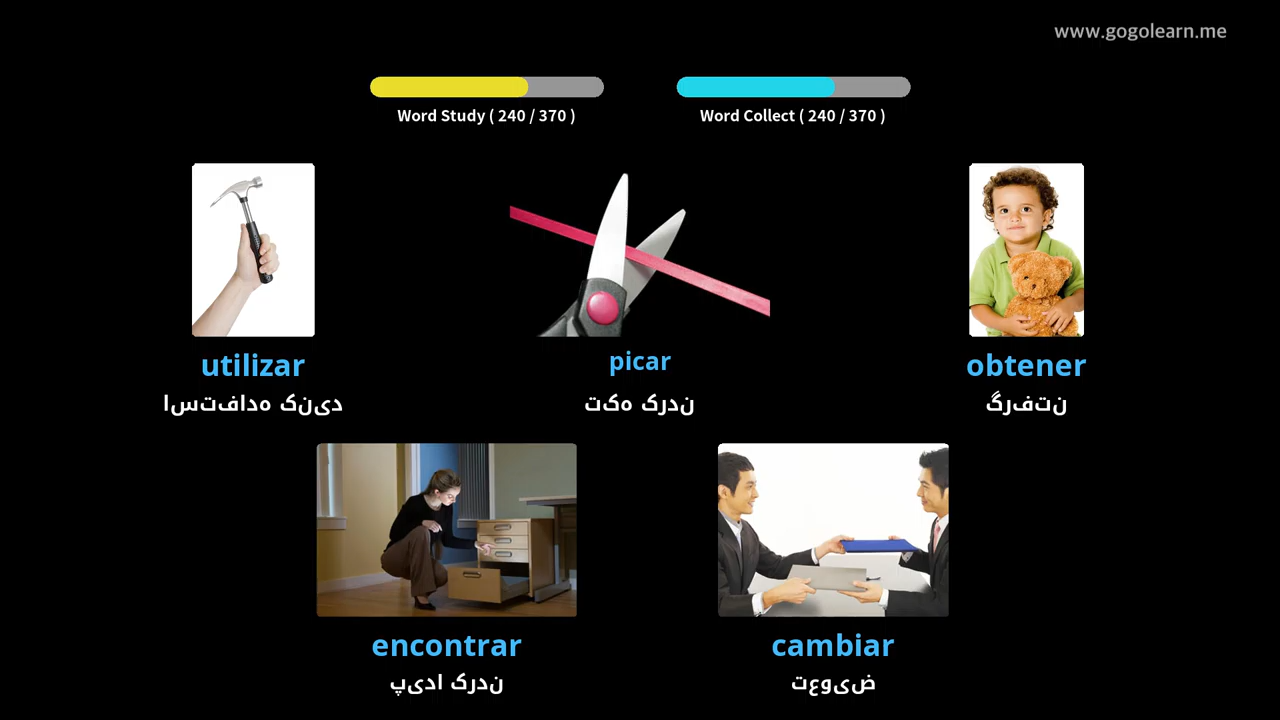 www.gogolearn.me
Word Study ( 240 / 370 )
Word Collect ( 240 / 370 )
utilizar
استفاده کنید
picar
تکه کردن
obtener
گرفتن
encontrar
پیدا کردن
cambiar
تعویض